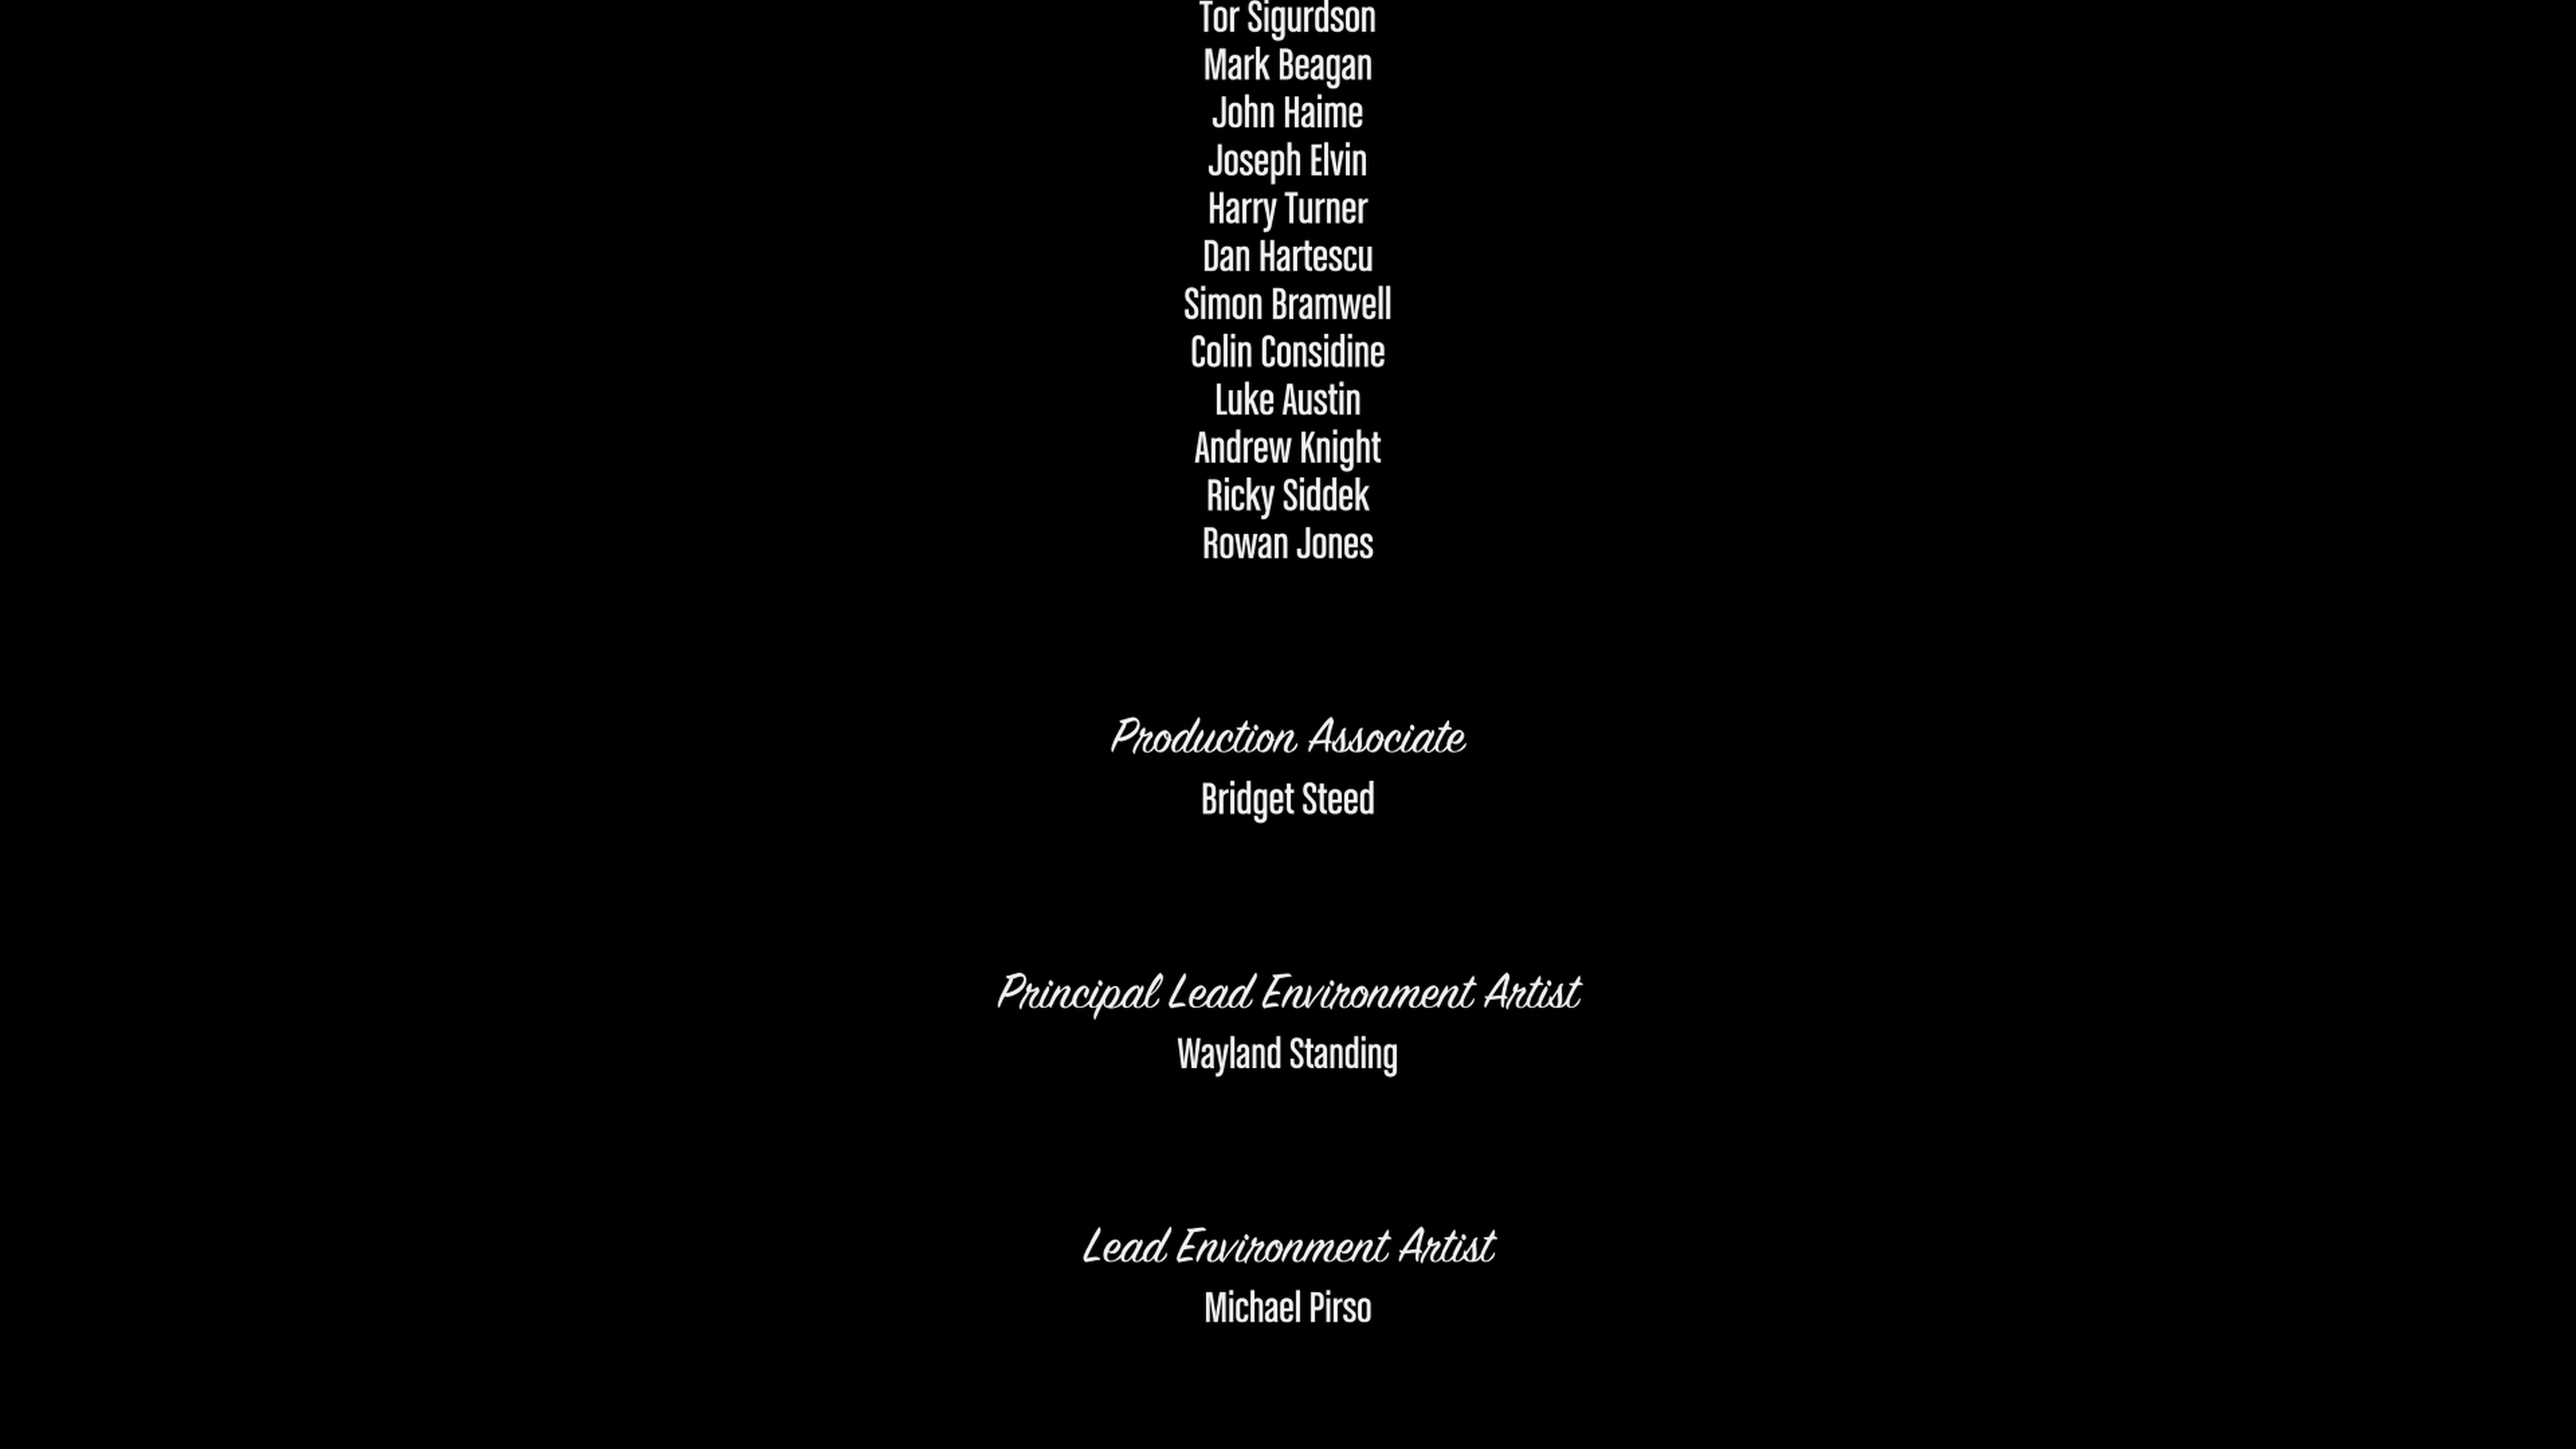 Tor Sigurdson
Mark Beagan
John Haime
Joseph Elvin
Harry Turner
Dan Hartescu
Simon Bramwell
Colin Considine
Luke Austin
Andrew Knight
Ricky Siddek
Rowan Jones
Production Associate
Bridget Steed
Principal Lead Environment Artist
Wayland Standing
Lead Environment Artist
Michael Pirso